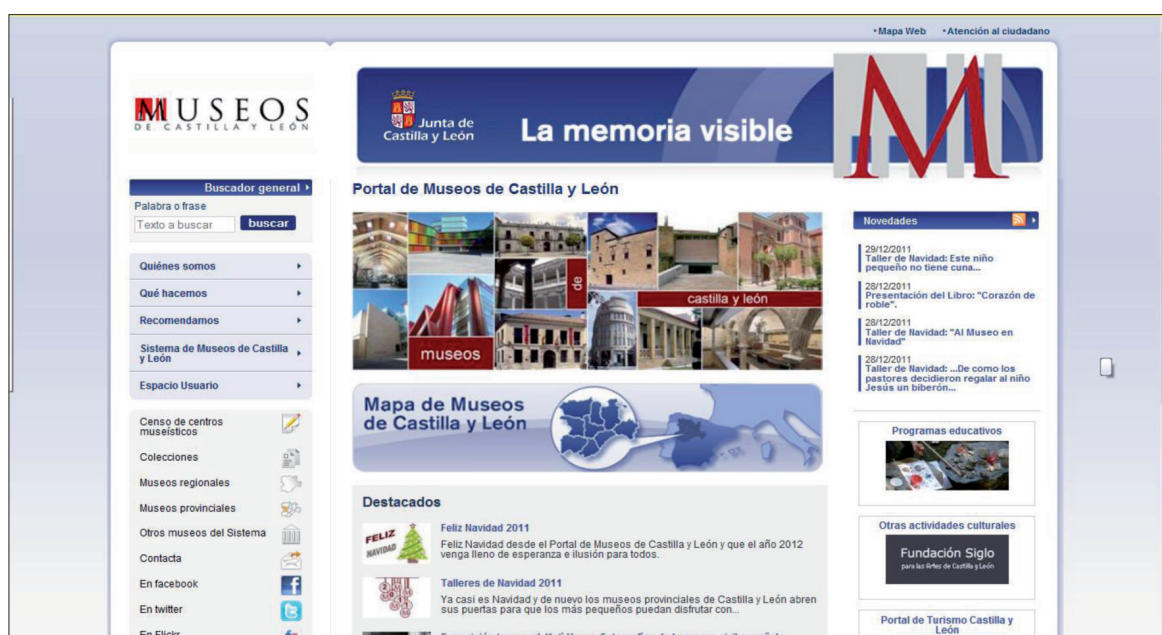 • Mapa Web • Atención al ciudadano
MUSEOS
DE CASTILLA Y LEÓN
Junta de
Castilla y León
La memoria visible
Buscador general
Palabra o frase
Texto a buscar buscar
Quiénes somos
Qué hacemos
Recomendamos
Sistema de Museos de Castilla
y León
Espacio Usuario
Censo de centros
museísticos
Colecciones
Museos regionales
Museos provinciales
Otros museos del Sistema
Contacta
En facebook
En twitter
En Flickr
Portal de Museos de Castilla y León
de
castilla y león
museos
Mapa de Museos
de Castilla y León
Destacados
FELIZ
NAVIDAD
Feliz Navidad 2011
Feliz Navidad desde el Portal de Museos de Castilla y León y que el año 2012
venga lleno de esperanza e ilusión para todos.
Talleres de Navidad 2011
Ya casi es Navidad y de nuevo los museos provinciales de Castilla y León abren
sus puertas para que los más pequeños puedan disfrutar con...
Novedades
29/12/2011
Taller de Navidad: Este niño
pequeño no tiene cuna...
28/12/2011
Presentación del Libro: "Corazón de
roble".
28/12/2011
Taller de Navidad: "Al Museo en
Navidad"
28/12/2011
Taller de Navidad: ...De como los
pastores decidieron regalar al niño
Jesús un biberón...
Programas educativos
Otras actividades culturales
Fundación Siglo
para las Artes de Castilla y León
Portal de Turismo Castilla y
León